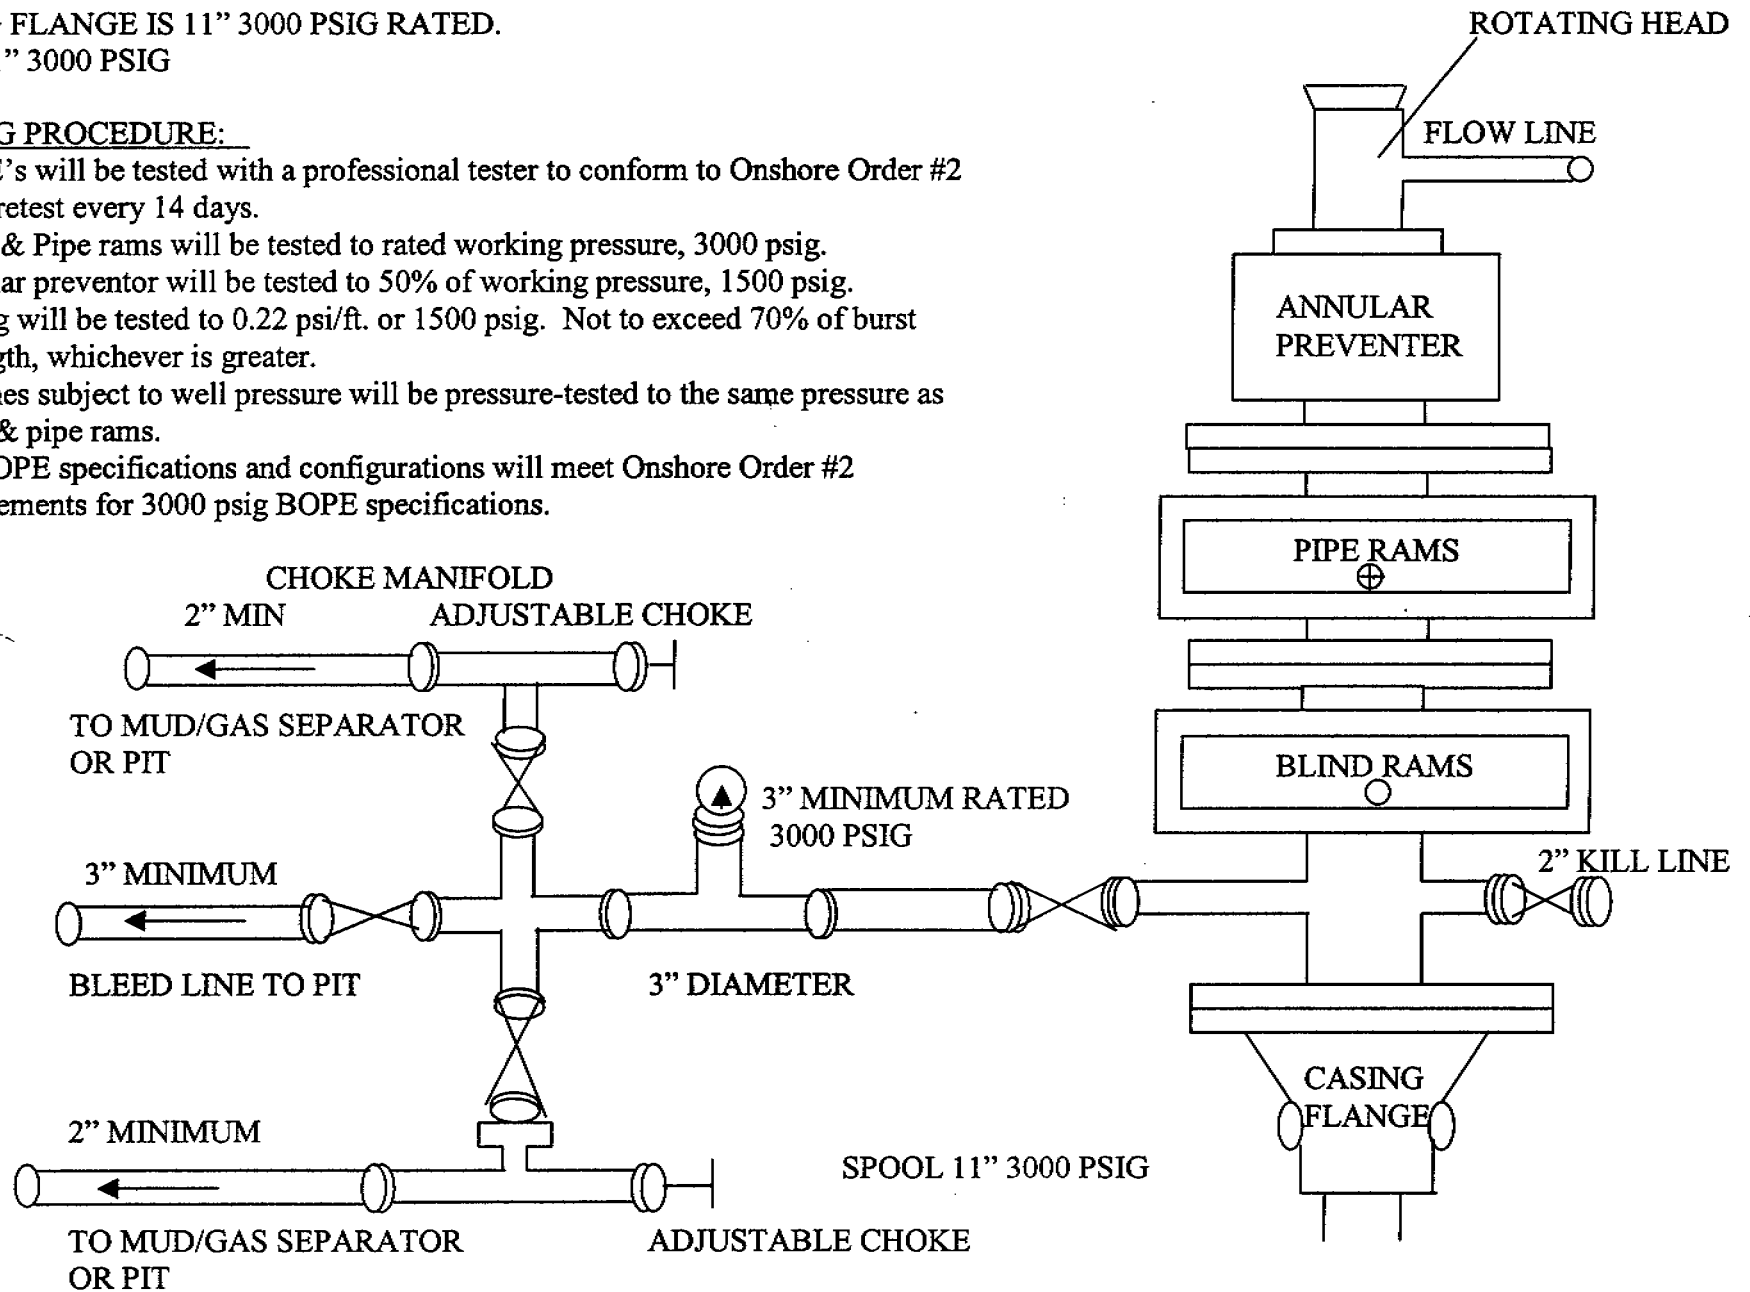 FLANGE IS 11” 3000 PSIG RATED.
” 3000 PSIG
G PROCEDURE:
E’s will be tested with a professional tester to conform to Onshore Order #2
retest every 14 days.
& Pipe rams will be tested to rated working pressure, 3000 psig.
ar preventor will be tested to 50% of working pressure, 1500 psig.
g will be tested to 0.22 psi/ft. or 1500 psig. Not to exceed 70% of burst
gth, whichever is greater.
nes subject to well pressure will be pressure-tested to the same pressure as
& pipe rams.
OPE specifications and configurations will meet Onshore Order #2
ements for 3000 psig BOPE specifications.
ROTATING HEAD
FLOW LINE
ANNULAR
PREVENTER
PIPE RAMS
BLIND RAMS
2” KILL LINE
CASING
FLANGE
CHOKE MANIFOLD
2” MIN
ADJUSTABLE CHOKE
TO MUD/GAS SEPARATOR
OR PIT
3” MINIMUM RATED
3000 PSIG
3” MINIMUM
BLEED LINE TO PIT
3” DIAMETER
2” MINIMUM
SPOOL 11” 3000 PSIG
TO MUD/GAS SEPARATOR
OR PIT
ADJUSTABLE CHOKE